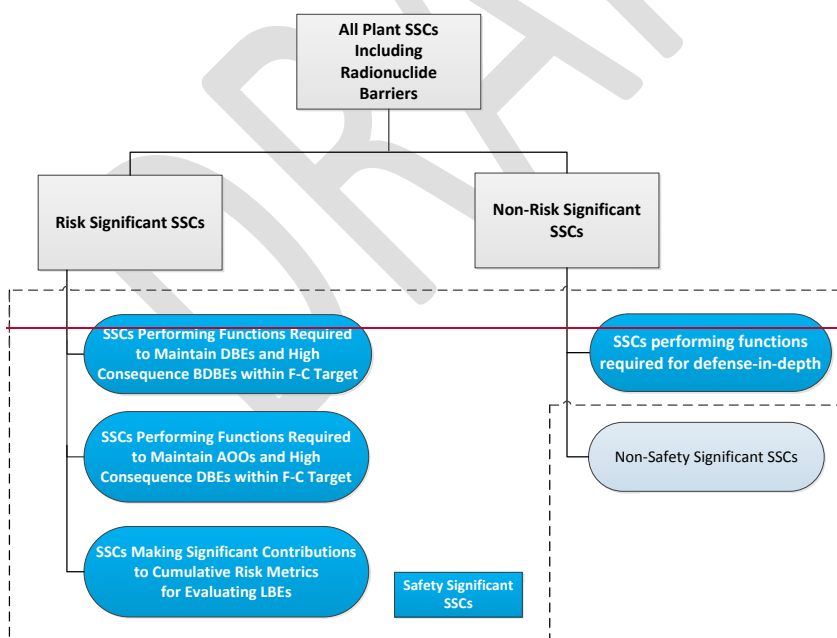 All Plant SSCs
Including
Radionuclide
Barriers
Risk Significant SSCs
Non-Risk Significant
SSCs
SSCs Performing Functions Required
to Maintain DBEs and High
Consequence BDBEs within F-C Target
SSCs performing functions
required for defense-in-depth
SSCs Performing Functions Required
to Maintain AOOs and High
Consequence DBEs within F-C Target
Non-Safety Significant SSCs
SSCs Making Significant Contributions
to Cumulative Risk Metrics
for Evaluating LBEs
Safety Significant
SSCs